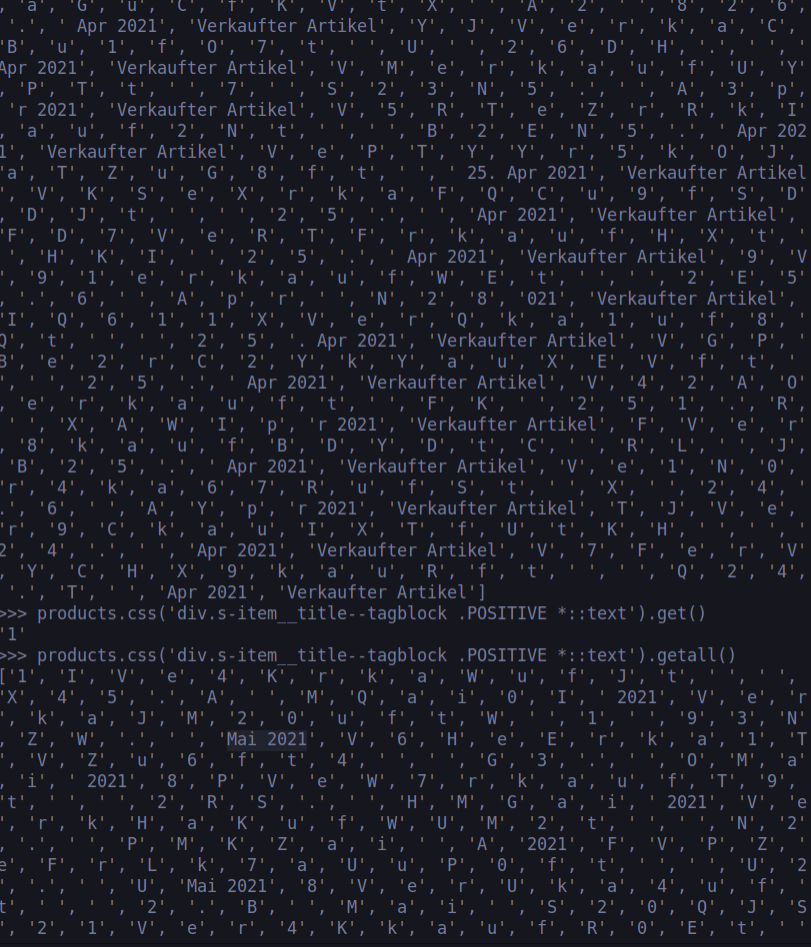 , 'a', 'G', 'u', 'C', 'f', 'K', 'V', 't', 'X', ' ', 'A', '2', ' ', '8', '2', '6'
, '.', ' Apr 2021', 'Verkaufter Artikel', 'Y', 'J', 'V', 'e', 'r', 'k', 'a', 'C',
'B', 'u', '1', 'f', 'O', '7', 't', ' ', 'U', ' ', '2', '6', 'D', 'H', '.', ' ', '
Apr 2021', 'Verkaufter Artikel', 'V', 'M', 'e', 'r', 'k', 'a', 'u', 'f', 'U', 'Y'
, 'P', 'T', 't', ' ', '7', ' ', 'S', '2', '3', 'N', '5', '.', ' ', 'A', '3', 'p',
'r 2021', 'Verkaufter Artikel', 'V', '5', 'R', 'T', 'e', 'Z', 'r', 'R', 'k', 'I'
, 'a', 'u', 'f', '2', 'N', 't', ' ', ' ', 'B', '2', 'E', 'N', '5', '.', ' Apr 202
1', 'Verkaufter Artikel', 'V', 'e', 'P', 'T', 'Y', 'Y', 'r', '5', 'k', 'O', 'J',
'a', 'T', 'Z', 'u', 'G', '8', 'f', 't', ' ', ' 25. Apr 2021', 'Verkaufter Artikel
', 'V', 'K', 'S', 'e', 'X', 'r', 'k', 'a', 'F', 'Q', 'C', 'u', '9', 'f', 'S', 'D'
, 'D', 'J', 't', ' ', ' ', '2', '5', '.', ' ', 'Apr 2021', 'Verkaufter Artikel',
'F', 'D', '7', 'V', 'e', 'R', 'T', 'F', 'r', 'k', 'a', 'u', 'f', 'H', 'X', 't', '
', 'H', 'K', 'I', ' ', '2', '5', '.', ' Apr 2021', 'Verkaufter Artikel', '9', 'V'
, '9', '1', 'e', 'r', 'k', 'a', 'u', 'f', 'W', 'E', 't', ' ', ' ', '2', 'E', '5'
, '.', '6', ' ', 'A', 'p', 'r', ' ', 'N', '2', '8', '021', 'Verkaufter Artikel',
'I', 'Q', '6', '1', '1', 'X', 'V', 'e', 'r', 'Q', 'k', 'a', '1', 'u', 'f', '8', '
Q', 't', ' ', ' ', '2', '5', '. Apr 2021', 'Verkaufter Artikel', 'V', 'G', 'P', '
B', 'e', '2', 'r', 'C', '2', 'Y', 'k', 'Y', 'a', 'u', 'X', 'E', 'V', 'f', 't', '
', ' ', '2', '5', '.', ' Apr 2021', 'Verkaufter Artikel', 'V', '4', '2', 'A', 'O'
, 'e', 'r', 'k', 'a', 'u', 'f', 't', ' ', 'F', 'K', ' ', '2', '5', '1', '.', 'R',
' ', 'X', 'A', 'W', 'I', 'p', 'r 2021', 'Verkaufter Artikel', 'F', 'V', 'e', 'r'
, '8', 'k', 'a', 'u', 'f', 'B', 'D', 'Y', 'D', 't', 'C', ' ', 'R', 'L', ' ', 'J',
'B', '2', '5', '.', ' Apr 2021', 'Verkaufter Artikel', 'V', 'e', '1', 'N', '0',
'r', '4', 'k', 'a', '6', '7', 'R', 'u', 'f', 'S', 't', ' ', 'X', ' ', '2', '4', '
.', '6', ' ', 'A', 'Y', 'p', 'r 2021', 'Verkaufter Artikel', 'T', 'J', 'V', 'e',
'r', '9', 'C', 'k', 'a', 'u', 'I', 'X', 'T', 'f', 'U', 't', 'K', 'H', ' ', ' ', '
2', '4', '.', ' ', 'Apr 2021', 'Verkaufter Artikel', 'V', '7', 'F', 'e', 'r', 'V'
, 'Y', 'C', 'H', 'X', '9', 'k', 'a', 'u', 'R', 'f', 't', ' ', ' ', 'Q', '2', '4'
, '.', 'T', ' ', 'Apr 2021', 'Verkaufter Artikel']
>>> products.css('div.s-item__title--tagblock .POSITIVE *::text').get()
'1'
>>> products.css('div.s-item__title--tagblock .POSITIVE *::text').getall()
['1', 'I', 'V', 'e', '4', 'K', 'r', 'k', 'a', 'W', 'u', 'f', 'J', 't', ' ', ' ',
'X', '4', '5', '.', 'A', ' ', 'M', 'Q', 'a', 'i', '0', 'I', ' 2021', 'V', 'e', 'r
', 'k', 'a', 'J', 'M', '2', '0', 'u', 'f', 't', 'W', ' ', '1', ' ', '9', '3', 'N'
, 'Z', 'W', '.', ' ', 'Mai 2021', 'V', '6', 'H', 'e', 'E', 'r', 'k', 'a', '1', 'T
', 'V', 'Z', 'u', '6', 'f', 't', '4', ' ', ' ', 'G', '3', '.', ' ', 'O', 'M', 'a'
, 'i', ' 2021', '8', 'P', 'V', 'e', 'W', '7', 'r', 'k', 'a', 'u', 'f', 'T', '9',
't', ' ', ' ', '2', 'R', 'S', '.', ' ', 'H', 'M', 'G', 'a', 'i', ' 2021', 'V', 'e
', 'r', 'k', 'H', 'a', 'K', 'u', 'f', 'W', 'U', 'M', '2', 't', ' ', ' ', 'N', '2'
, '.', ' ', 'P', 'M', 'K', 'Z', 'a', 'i', ' ', 'A', '2021', 'F', 'V', 'P', 'Z', '
e', 'F', 'r', 'L', 'k', '7', 'a', 'U', 'u', 'P', '0', 'f', 't', ' ', ' ', 'U', '2
', '.', ' ', 'U', 'Mai 2021', '8', 'V', 'e', 'r', 'U', 'k', 'a', '4', 'u', 'f', '
t', ' ', ' ', '2', '.', 'B', ' ', 'M', 'a', 'i', ' ', 'S', '2', '0', 'Q', 'J', 'S
', '2', '1', 'V', 'e', 'r', '4', 'K', 'k', 'a', 'u', 'f', 'R', '0', 'E', 't', '